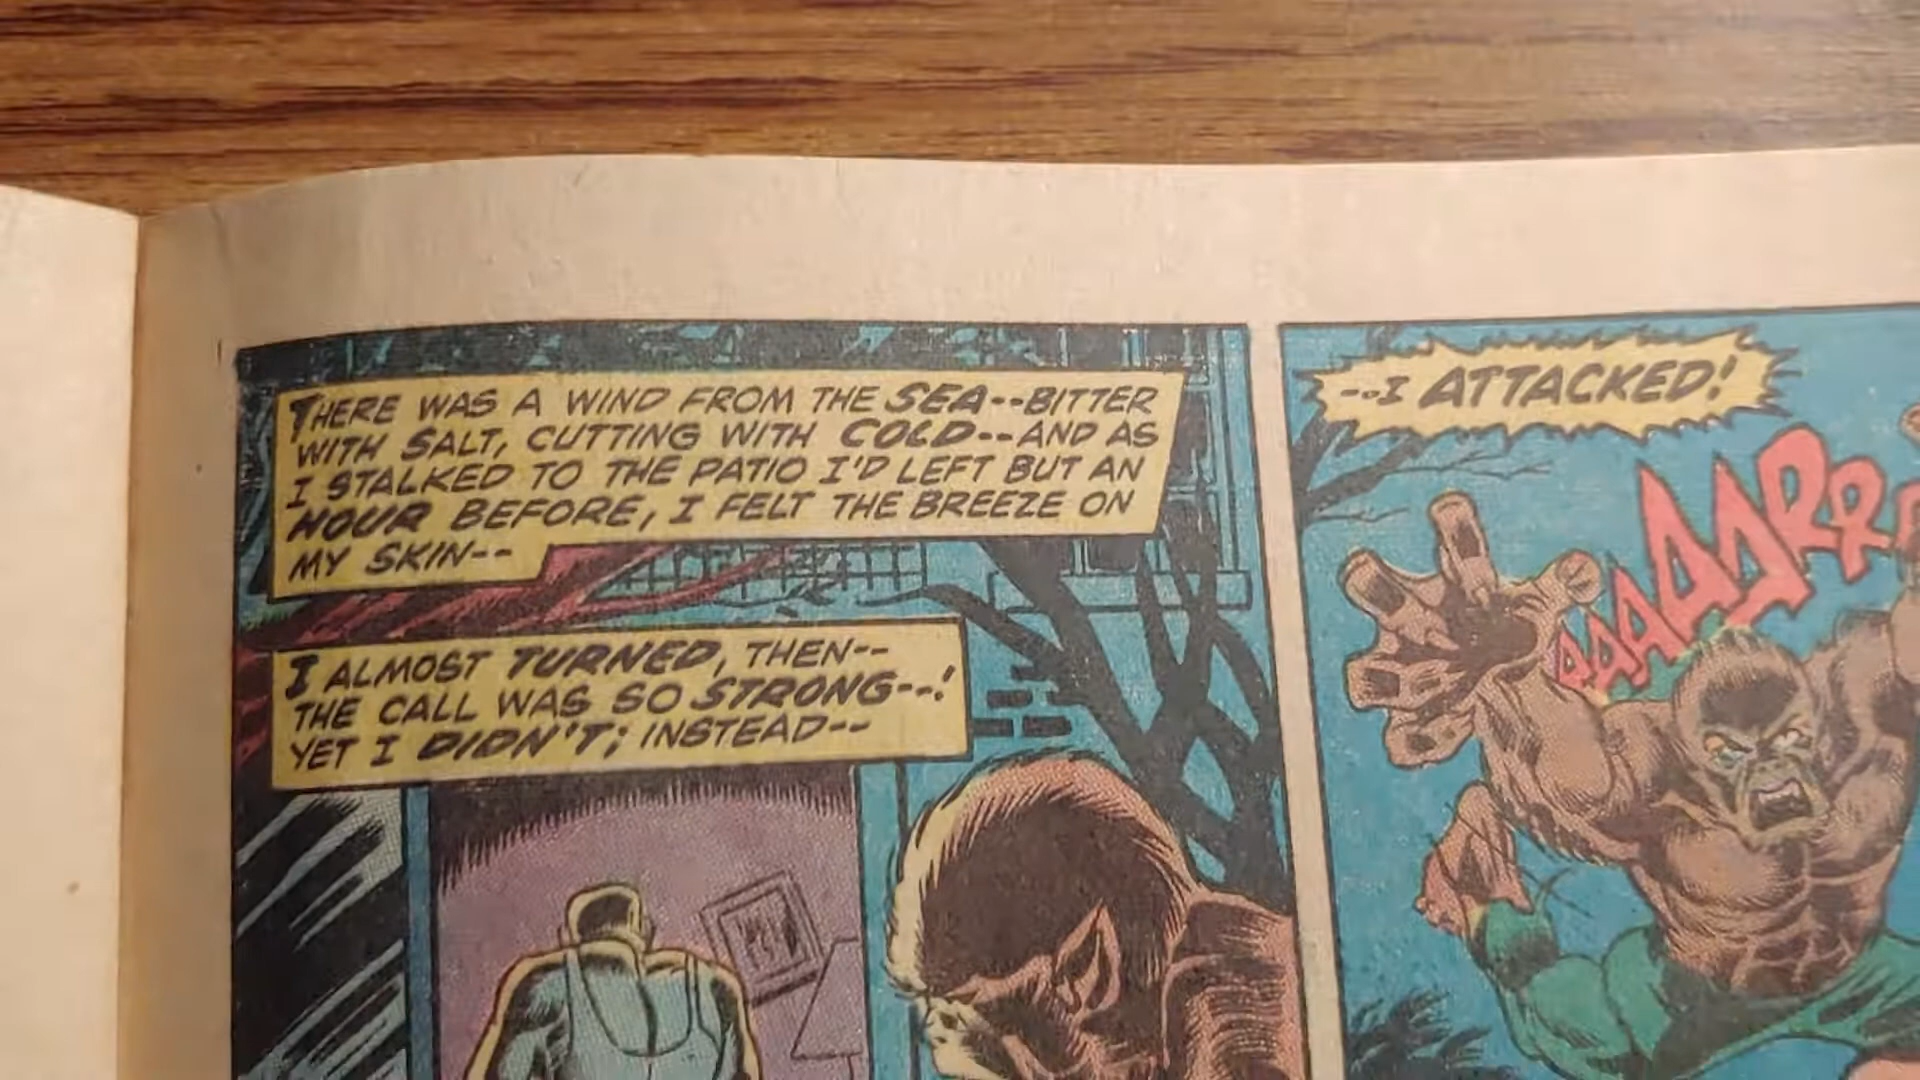 THERE WAS A WIND FROM THE SEA--BITTER
WITH SALT, CUTTING WITH COLD--AND AS
I STALKED TO THE PATIO I'D LEFT BUT AN
HOUR BEFORE, I FELT THE BREEZE ON
MY SKIN--
I ALMOST TURNED, THEN--
THE CALL WAS SO STRONG--!
YET I DIDN'T; INSTEAD--
--I ATTACKED!
AAAAARR